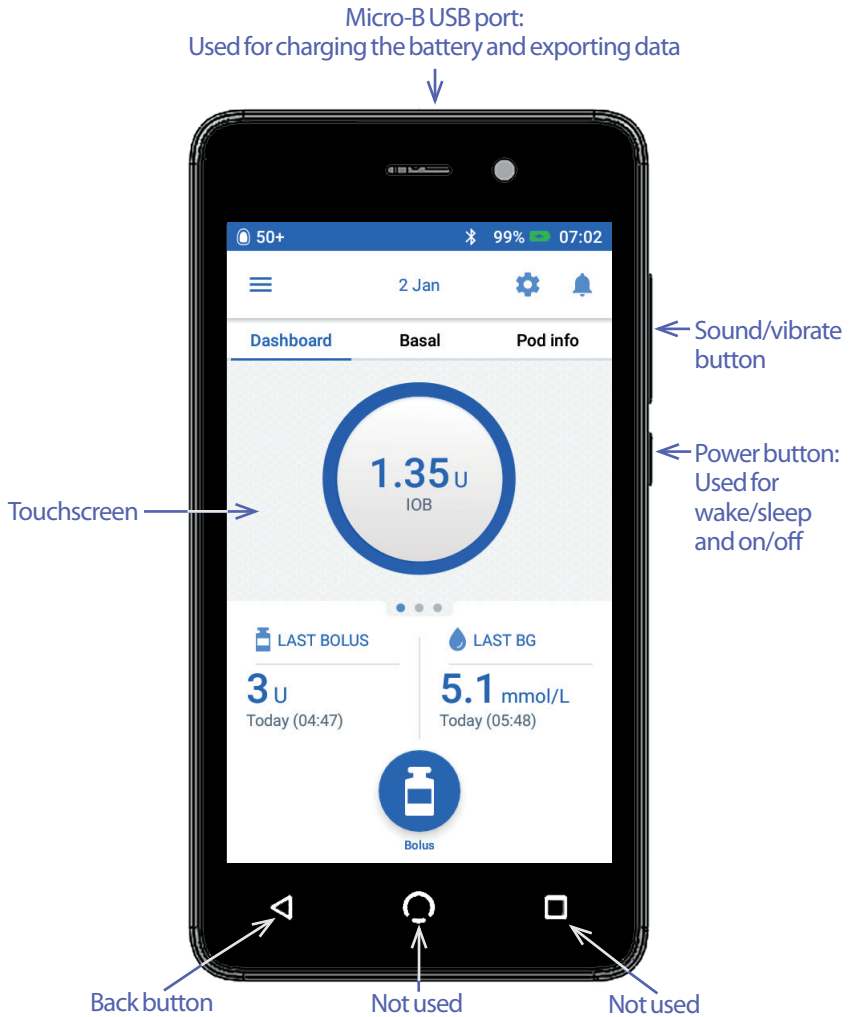 Micro-B USB port:
Used for charging the battery and exporting data
50+ 99% 07:02
2 Jan
Dashboard Basal Pod info
Sound/vibrate
button
1.35 U
IOB
Power button:
Used for
wake/sleep
and on/off
Touchscreen
LAST BOLUS LAST BG
3 U 5.1 mmol/L
Today (04:47) Today (05:48)
Bolus
Back button Not used Not used